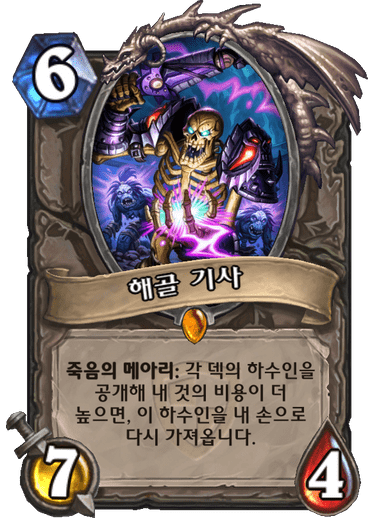 6
해골 기사
죽음의 메아리: 각 덱의 하수인을
공개해 내 것의 비용이 더
높으면, 이 하수인을 내 손으로
다시 가져옵니다.
7
4